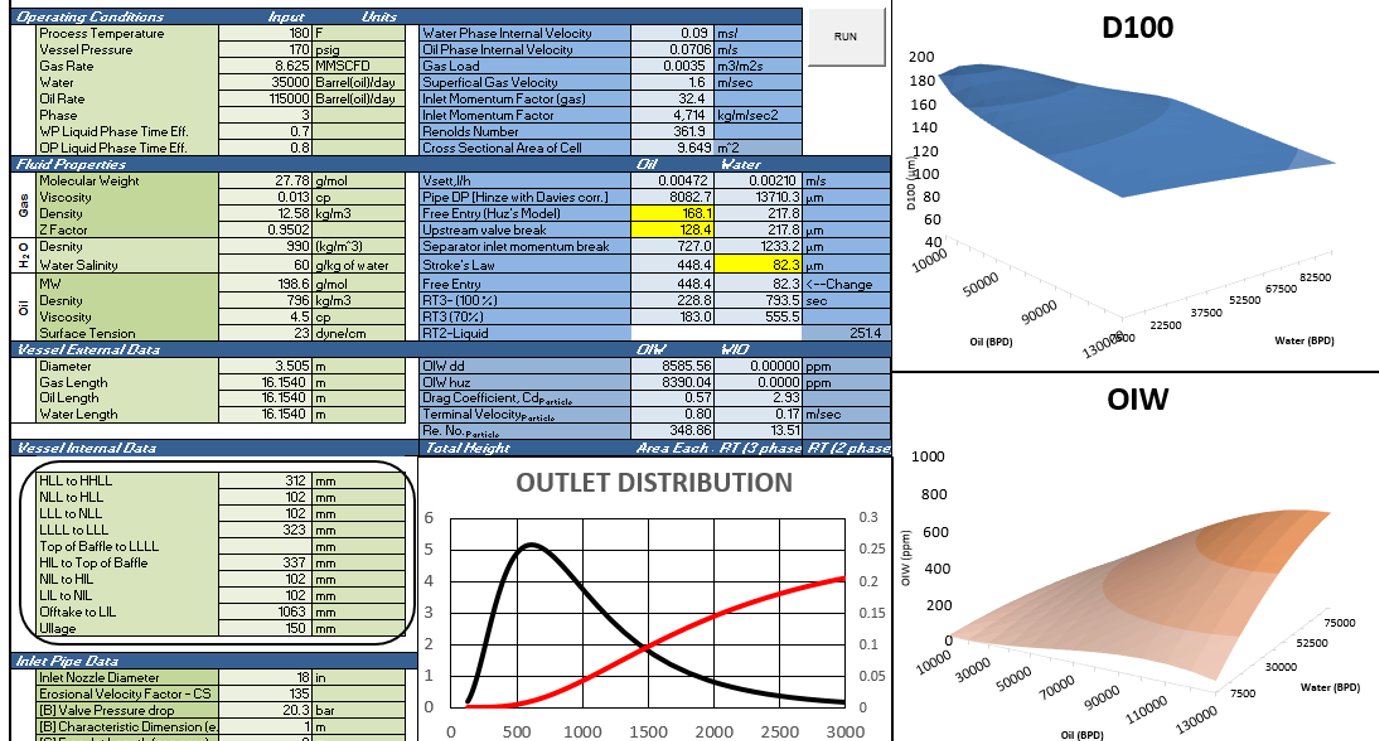 Operating Conditions Input Units
Process Temperature 180 F
Vessel Pressure 170 psig
Gas Rate 8.625 MMSCFD
Water 35000 Barrel(oil)/day
Oil Rate 115000 Barrel(oil)/day
Phase 3
WP Liquid Phase Time Eff. 0.7
OP Liquid Phase Time Eff. 0.8
Water Phase Internal Velocity 0.09 ms/
Oil Phase Internal Velocity 0.0706 m/s
Gas Load 0.0035 m3/m2s
Superfical Gas Velocity 1.6 m/sec
Inlet Momentum Factor (gas) 32.4
Inlet Momentum Factor 4,714 kg/m/sec2
Renolds Number 361.9
Cross Sectional Area of Cell 9.649 m^2
RUN
Fluid Properties Oil Water
Gas
Molecular Weight 27.78 g/mol
Viscosity 0.013 cp
Density 12.58 kg/m3
Z Factor 0.9502
H2O
Desnity 990 (kg/m^3)
Water Salinity 60 g/kg of water
Oil
MW 198.6 g/mol
Desnity 796 kg/m3
Viscosity 4.5 cp
Surface Tension 23 dyne/cm
Vsett,l/h 0.00472 0.00210 m/s
Pipe DP [Hinze with Davies corr.] 8082.7 13710.3 μm
Free Entry (Huz's Model) 168.1 217.8
Upstream valve break 128.4 217.8 μm
Separator inlet momentum break 727.0 1233.2 μm
Stroke's Law 448.4 82.3 μm
Free Entry 448.4 82.3 <--Change
RT3- (100%) 228.8 793.5 sec
RT3 (70%) 183.0 555.5
RT2-Liquid 251.4
Vessel External Data OIW WIO
Diameter 3.505 m
Gas Length 16.1540 m
Oil Length 16.1540 m
Water Length 16.1540 m
OIW dd 8585.56 0.00000 ppm
OIW huz 8390.04 0.0000 ppm
Drag Coefficient, CdParticle 0.57 2.93
Terminal VelocityParticle 0.80 0.17 m/sec
Re. No.Particle 348.86 13.51
Vessel Internal Data Total Height Area Each RT (3 phase RT (2 phase
HLL to HHLL 312 mm
NLL to HLL 102 mm
LLL to NLL 102 mm
LLLL to LLL 323 mm
Top of Baffle to LLLL mm
HIL to Top of Baffle 337 mm
NIL to HIL 102 mm
LIL to NIL 102 mm
Offtake to LIL 1063 mm
Ullage 150 mm
Inlet Pipe Data
Inlet Nozzle Diameter 18 in
Erosional Velocity Factor - CS 135
[B] Valve Pressure drop 20.3 bar
[B] Characteristic Dimension (e. 1 m
OUTLET DISTRIBUTION
6 0.3
5 0.25
4 0.2
3 0.15
2 0.1
1 0.05
0 0
0 500 1000 1500 2000 2500 3000
D100
200
180
160
140
120
100
80
60
40
D100 (μm)
10000
50000
90000
130000
22500
37500
52500
67500
82500
Oil (BPD)
Water (BPD)
OIW
1000
800
600
400
200
0
OIW (ppm)
10000
30000
50000
70000
90000
110000
130000
7500
30000
52500
75000
Oil (BPD)
Water (BPD)